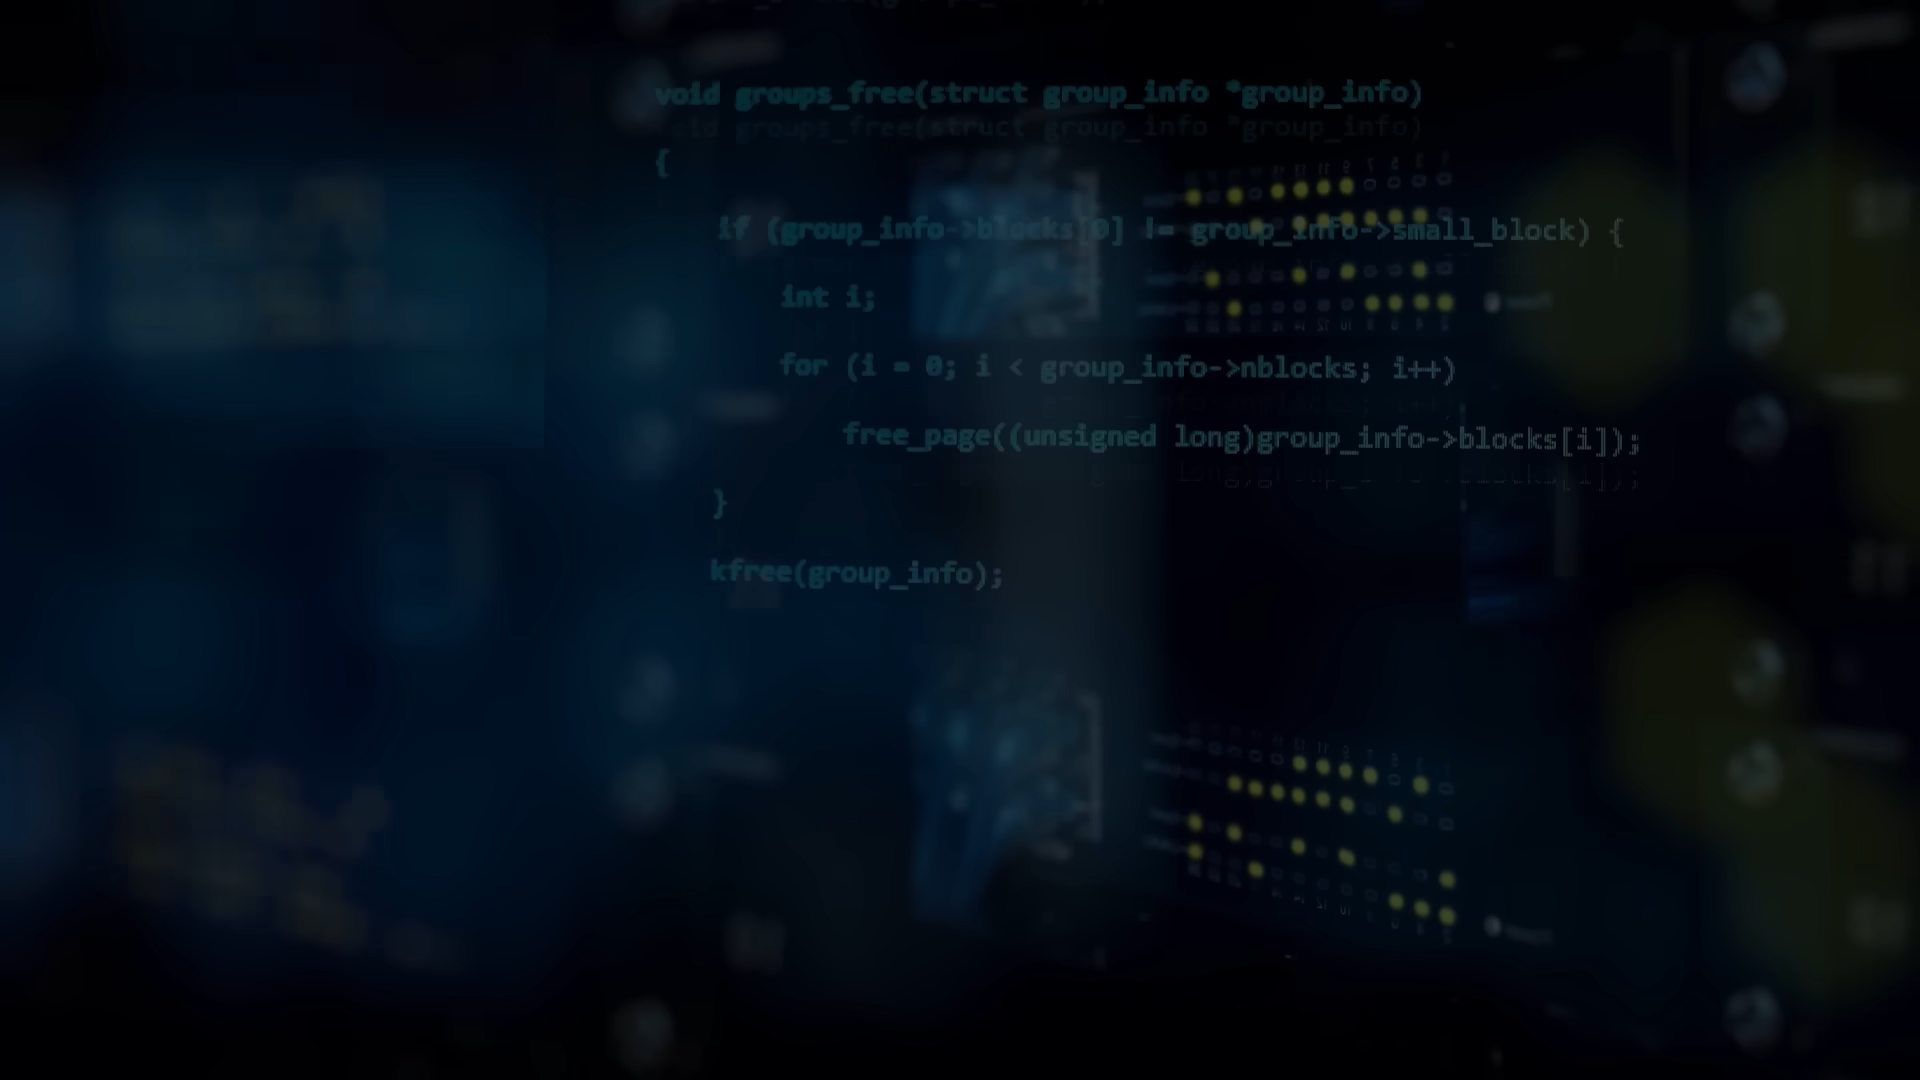 void groups_free(struct group_info *group_info)
{
if (group_info->blocks[0] != group_info->small_block) {
int i;
for (i = 0; i < group_info->nblocks; i++)
free_page((unsigned long)group_info->blocks[i]);
}
kfree(group_info);